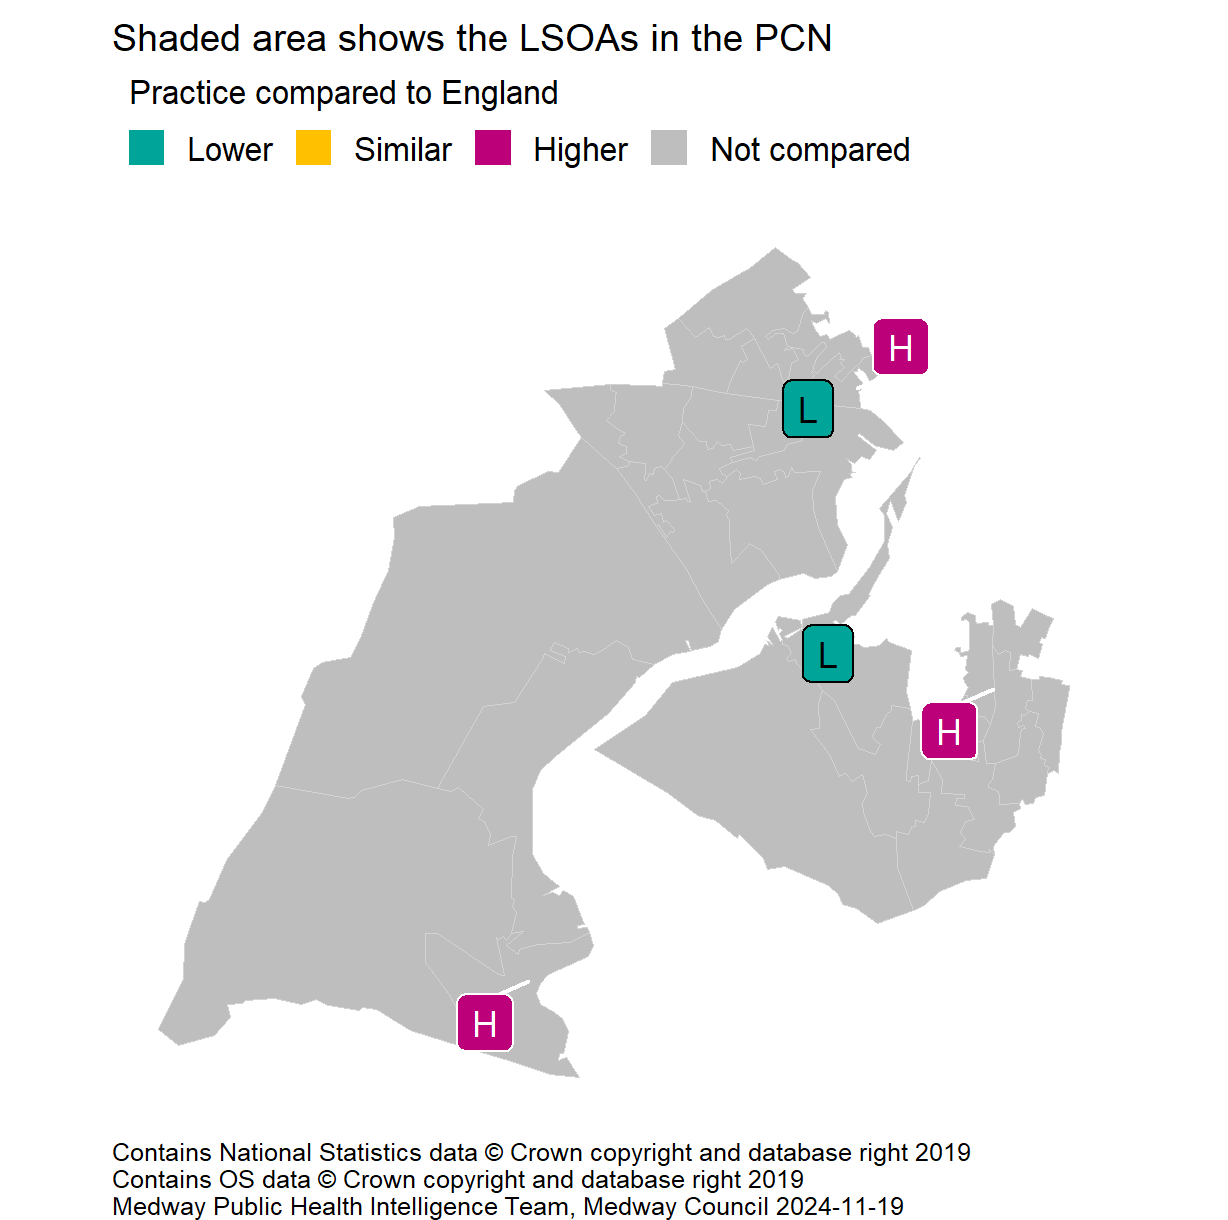 Shaded area shows the LSOAs in the PCN
Practice compared to England
Lower Similar Higher Not compared
H
L
L
H
H
Contains National Statistics data © Crown copyright and database right 2019
Contains OS data © Crown copyright and database right 2019
Medway Public Health Intelligence Team, Medway Council 2024-11-19